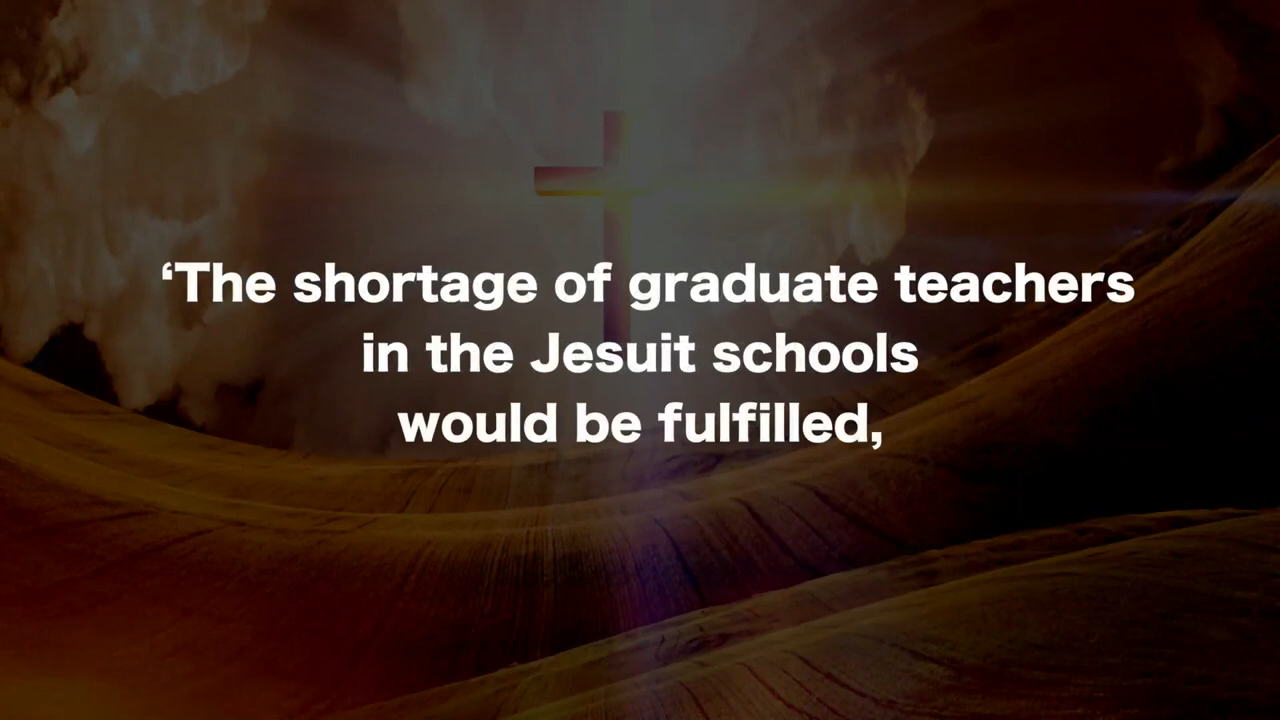 ‘The shortage of graduate teachers
in the Jesuit schools
would be fulfilled,